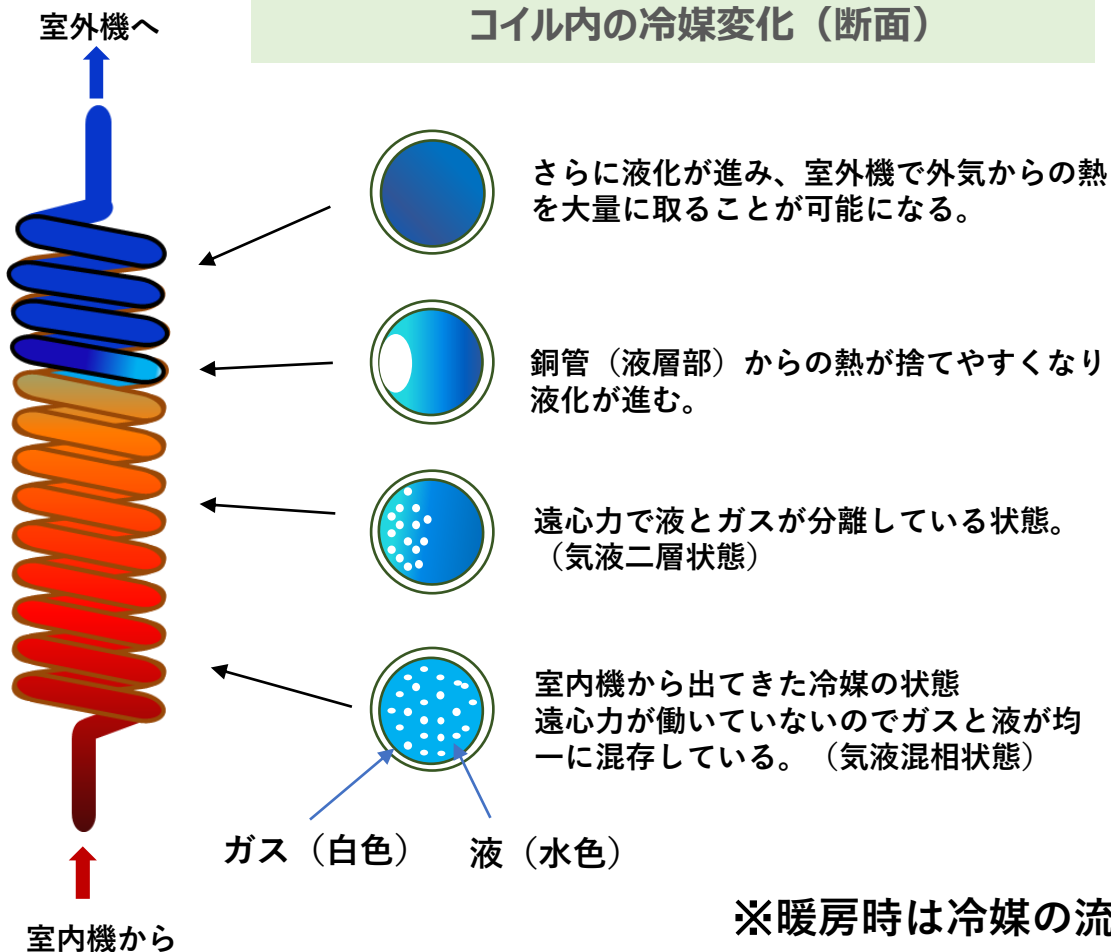 コイル内の冷媒変化（断面）
室外機へ
さらに液化が進み、室外機で外気からの熱
を大量に取ることが可能になる。
銅管（液層部）からの熱が捨てやすくなり
液化が進む。
遠心力で液とガスが分離している状態。
（気液二層状態）
室内機から出てきた冷媒の状態
遠心力が働いていないのでガスと液が均
一に混存している。（気液混相状態）
ガス（白色）
液（水色）
※暖房時は冷媒の流
室内機から